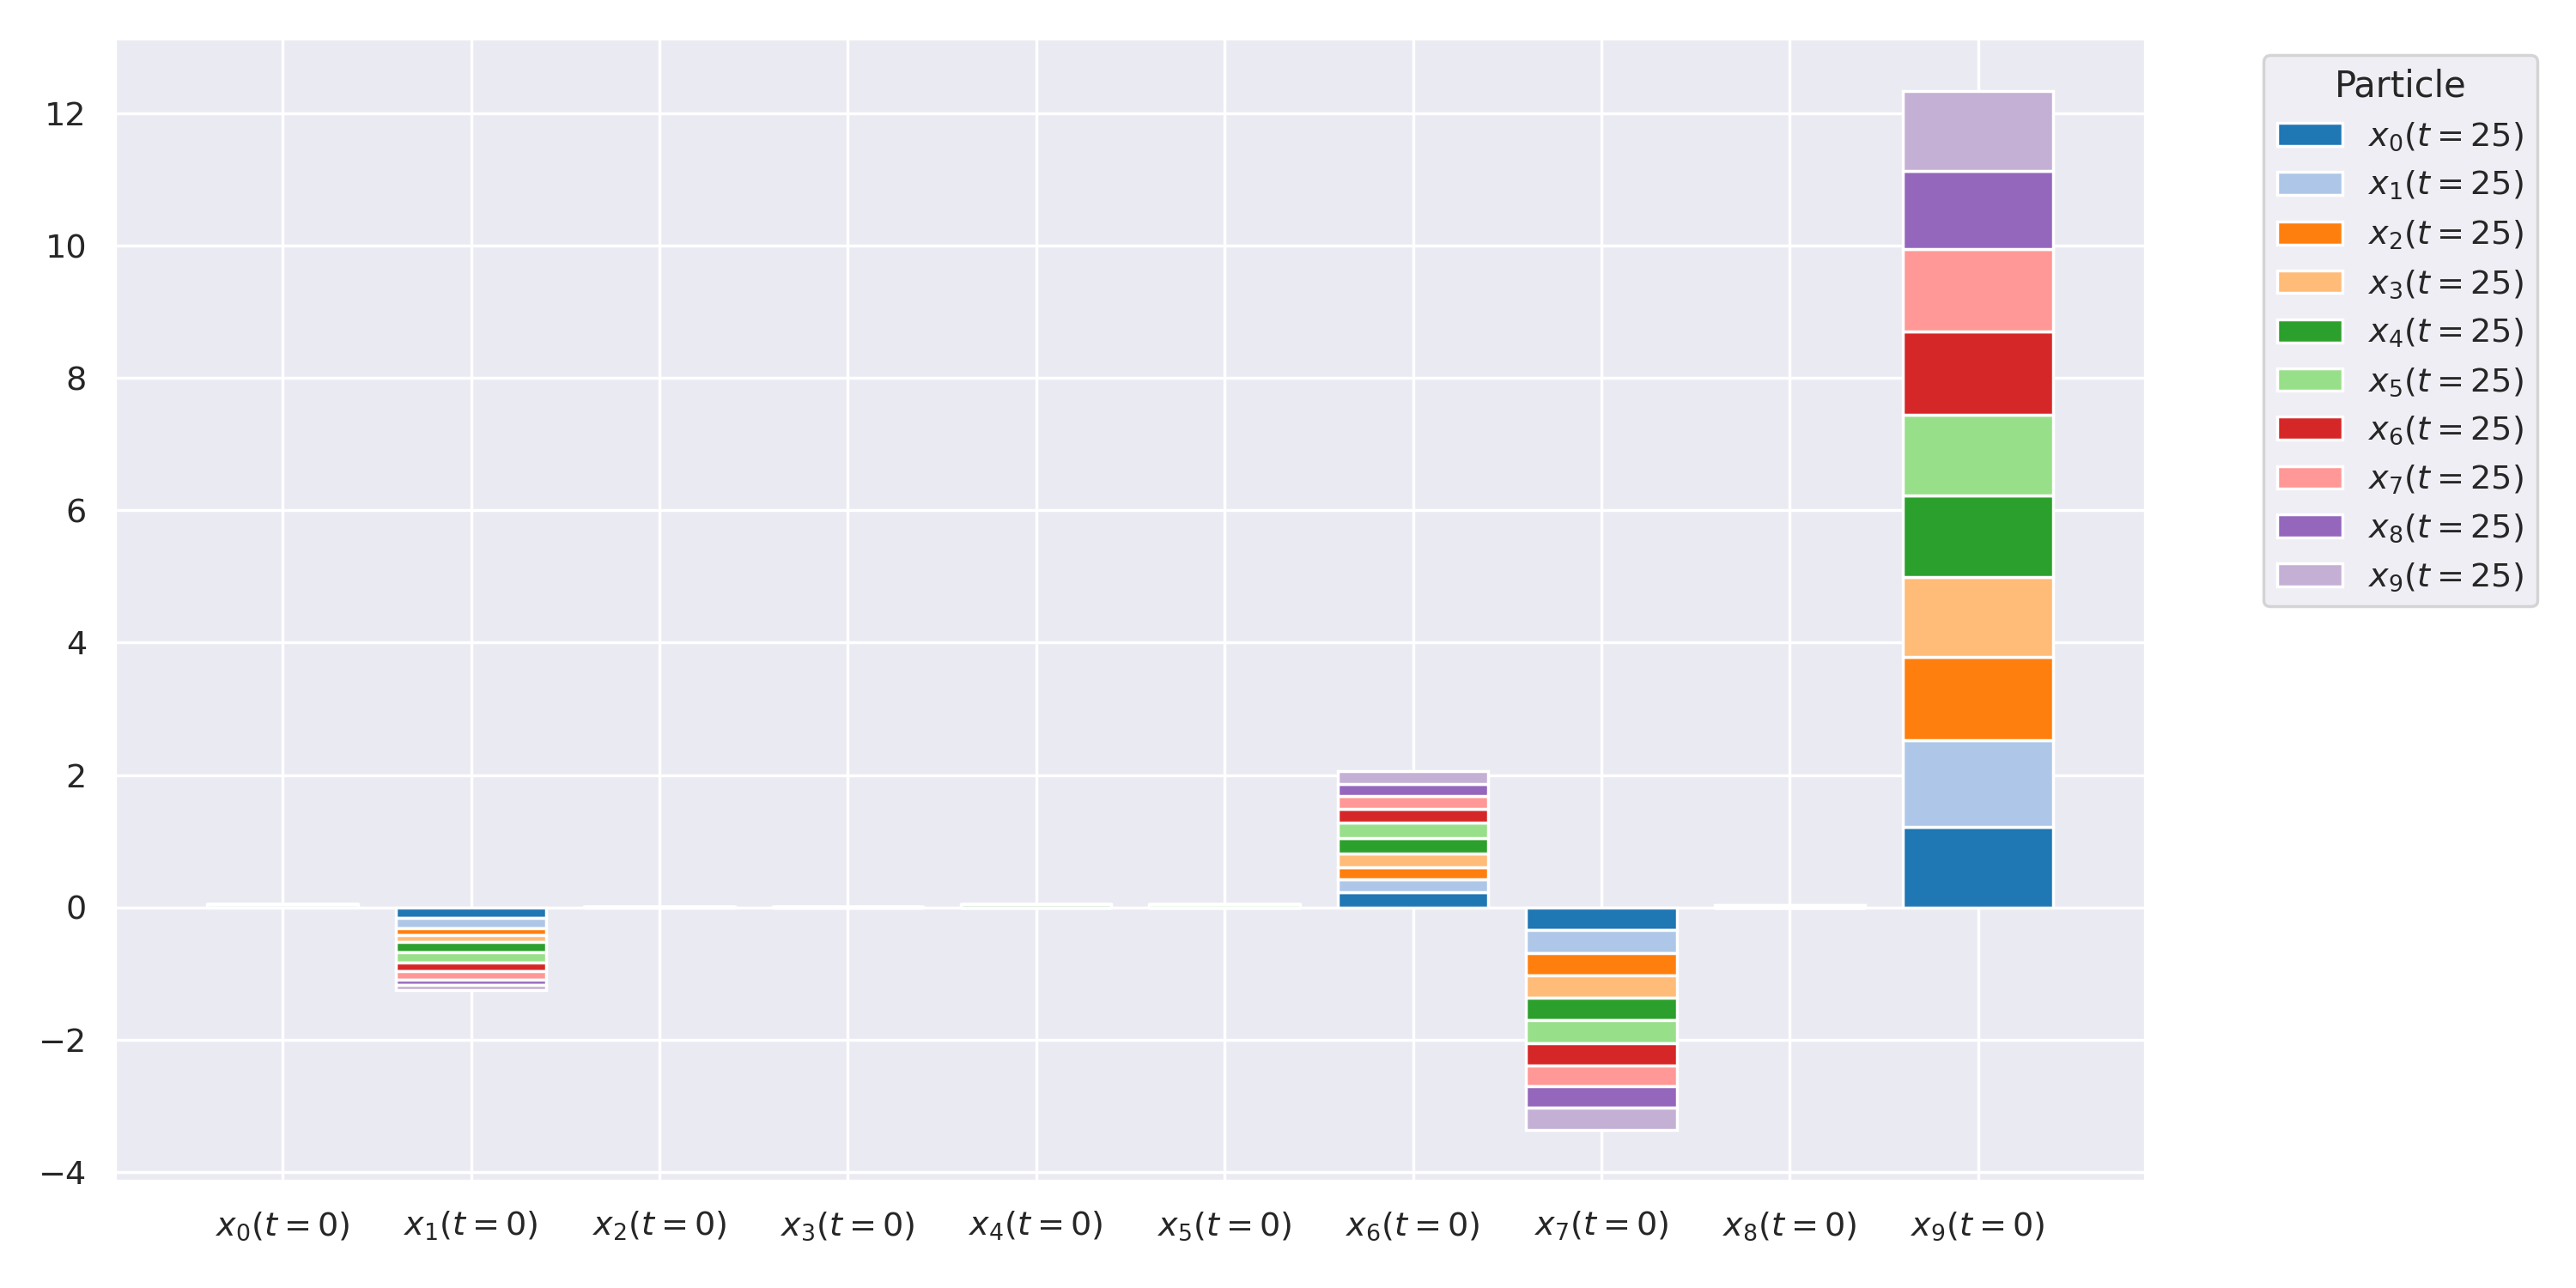 12
10
8
6
4
2
0
−2
−4
x₀(t = 0) x₁(t = 0) x₂(t = 0) x₃(t = 0) x₄(t = 0) x₅(t = 0) x₆(t = 0) x₇(t = 0) x₈(t = 0) x₉(t = 0)
Particle
x₀(t = 25)
x₁(t = 25)
x₂(t = 25)
x₃(t = 25)
x₄(t = 25)
x₅(t = 25)
x₆(t = 25)
x₇(t = 25)
x₈(t = 25)
x₉(t = 25)